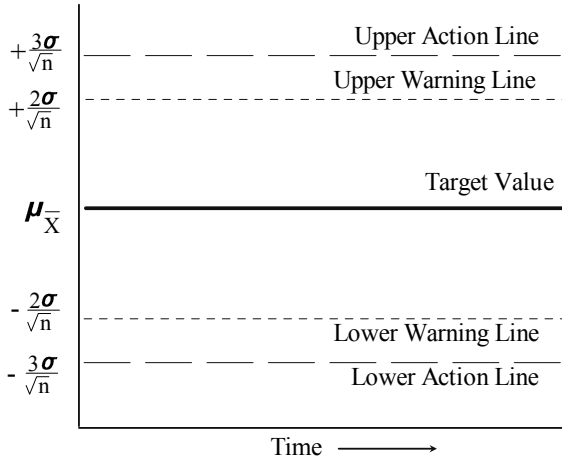 +3σ/√n
Upper Action Line
Upper Warning Line
+2σ/√n
Target Value
μX̅
- 2σ/√n
Lower Warning Line
- 3σ/√n
Lower Action Line
Time